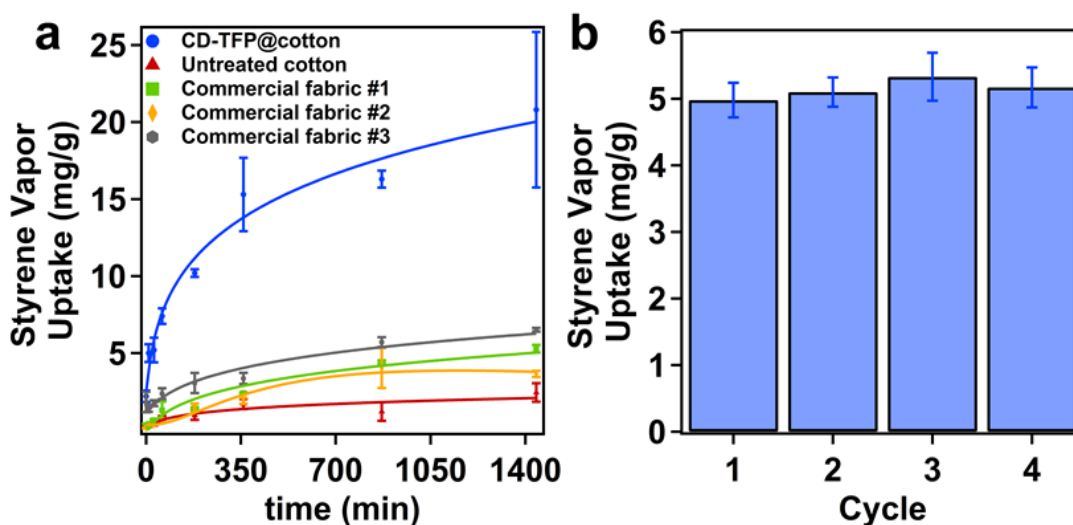 a
CD-TFP@cotton
Untreated cotton
Commercial fabric #1
Commercial fabric #2
Commercial fabric #3
Styrene Vapor
Uptake (mg/g)
25
20
15
10
5
0 350 700 1050 1400
time (min)
b
Styrene Vapor
Uptake (mg/g)
6
5
4
3
2
1
0
1 2 3 4
Cycle